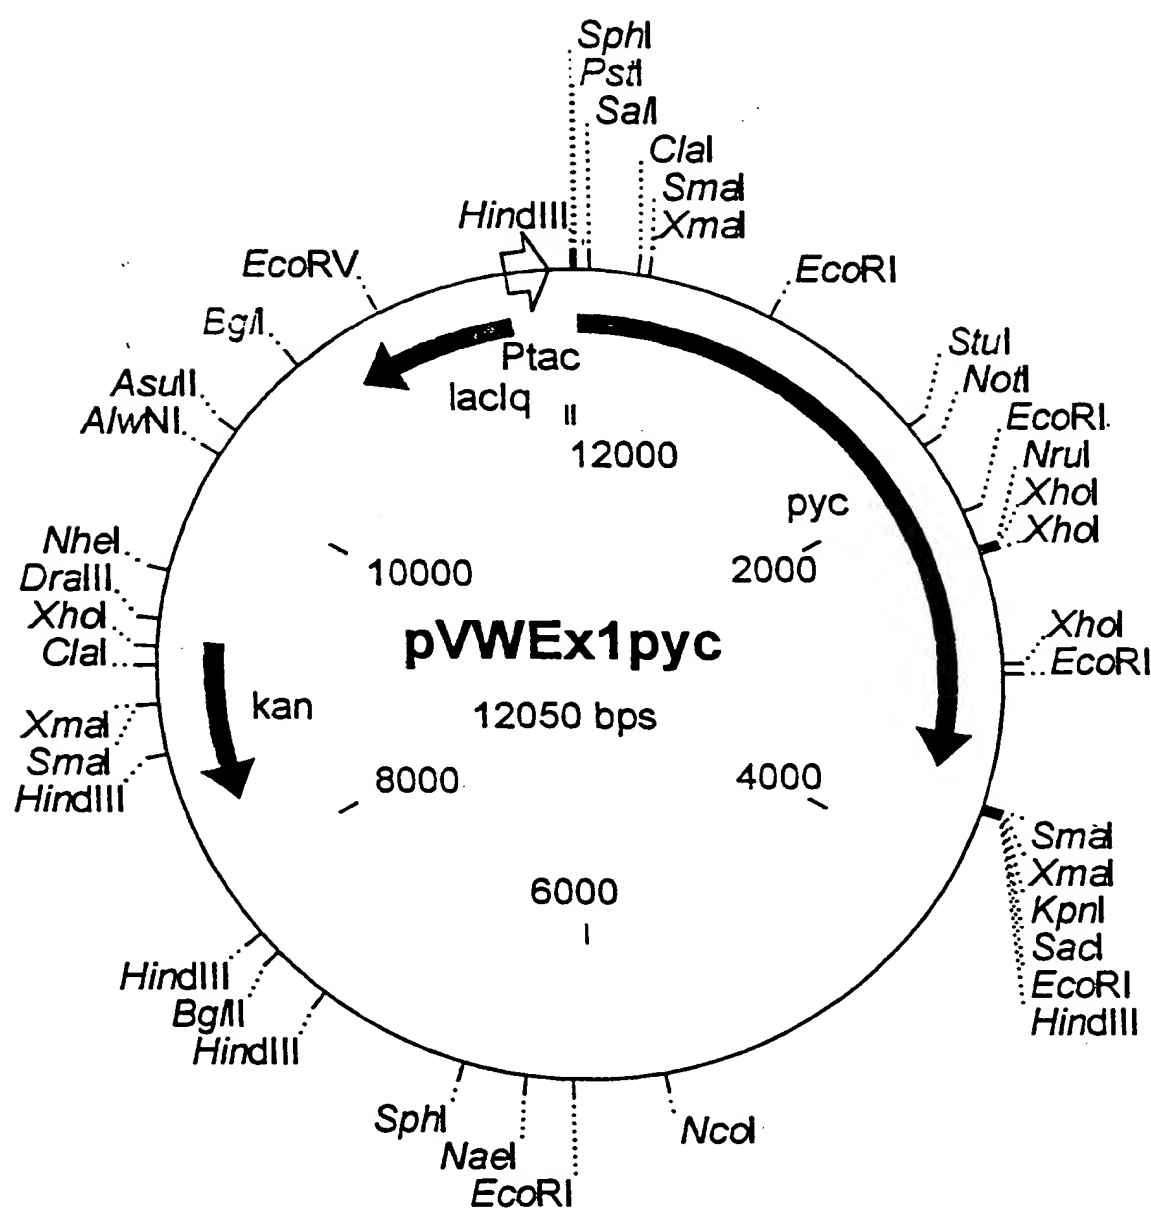 SphI
PstI
SalI
ClaI
SmaI
XmaI
HindIII
EcoRV
EcoRI
BglI
StuI
NotI
AsuII
AlwNI
Ptac
lacIq
EcoRI
NruI
XhoI
XhoI
12000
pyc
NheI
DraIII
XhoI
ClaI
10000
2000
pVWEx1pyc
12050 bps
XhoI
EcoRI
kan
XmaI
SmaI
HindIII
8000
4000
SmaI
XmaI
KpnI
SacI
EcoRI
HindIII
6000
HindIII
BglII
HindIII
SphI
NaeI
EcoRI
NcoI